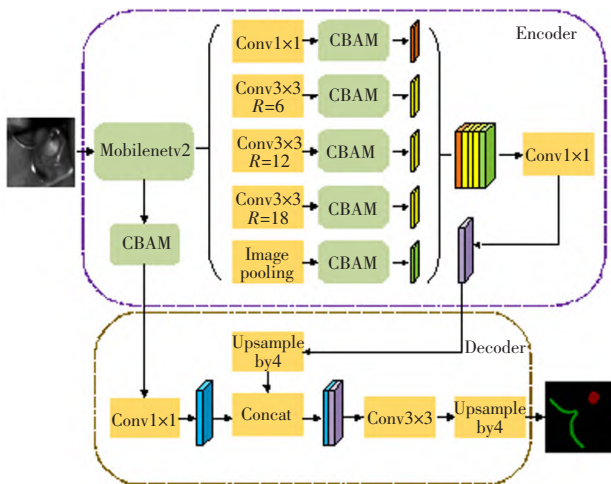 Encoder
Conv1×1
CBAM
Conv3×3
R=6
CBAM
Mobilenetv2
Conv3×3
R=12
CBAM
Conv1×1
Conv3×3
R=18
CBAM
CBAM
Image
pooling
CBAM
Decoder
Upsample
by4
Conv1×1
Concat
Conv3×3
Upsample
by4